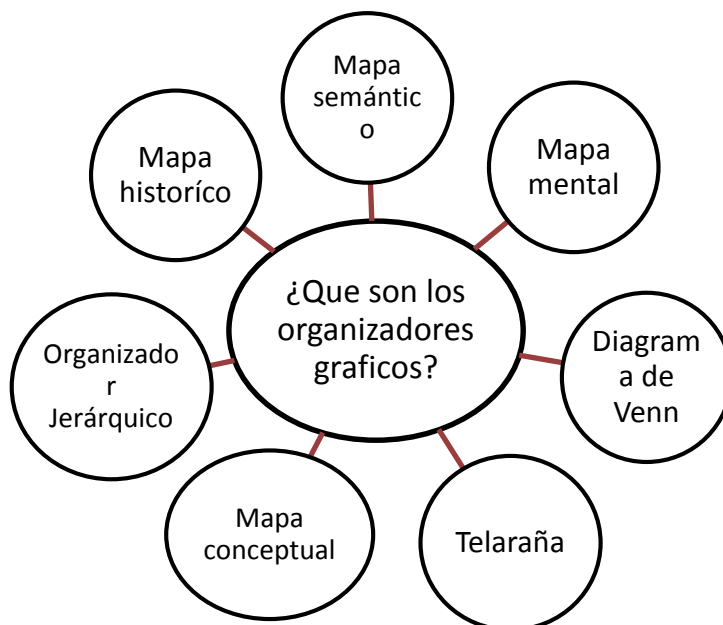 Mapa
semántic
o
Mapa
mental
Mapa
historíco
¿Que son los
organizadores
graficos?
Diagram
a de
Venn
Organizado
r
Jerárquico
Mapa
conceptual
Telaraña